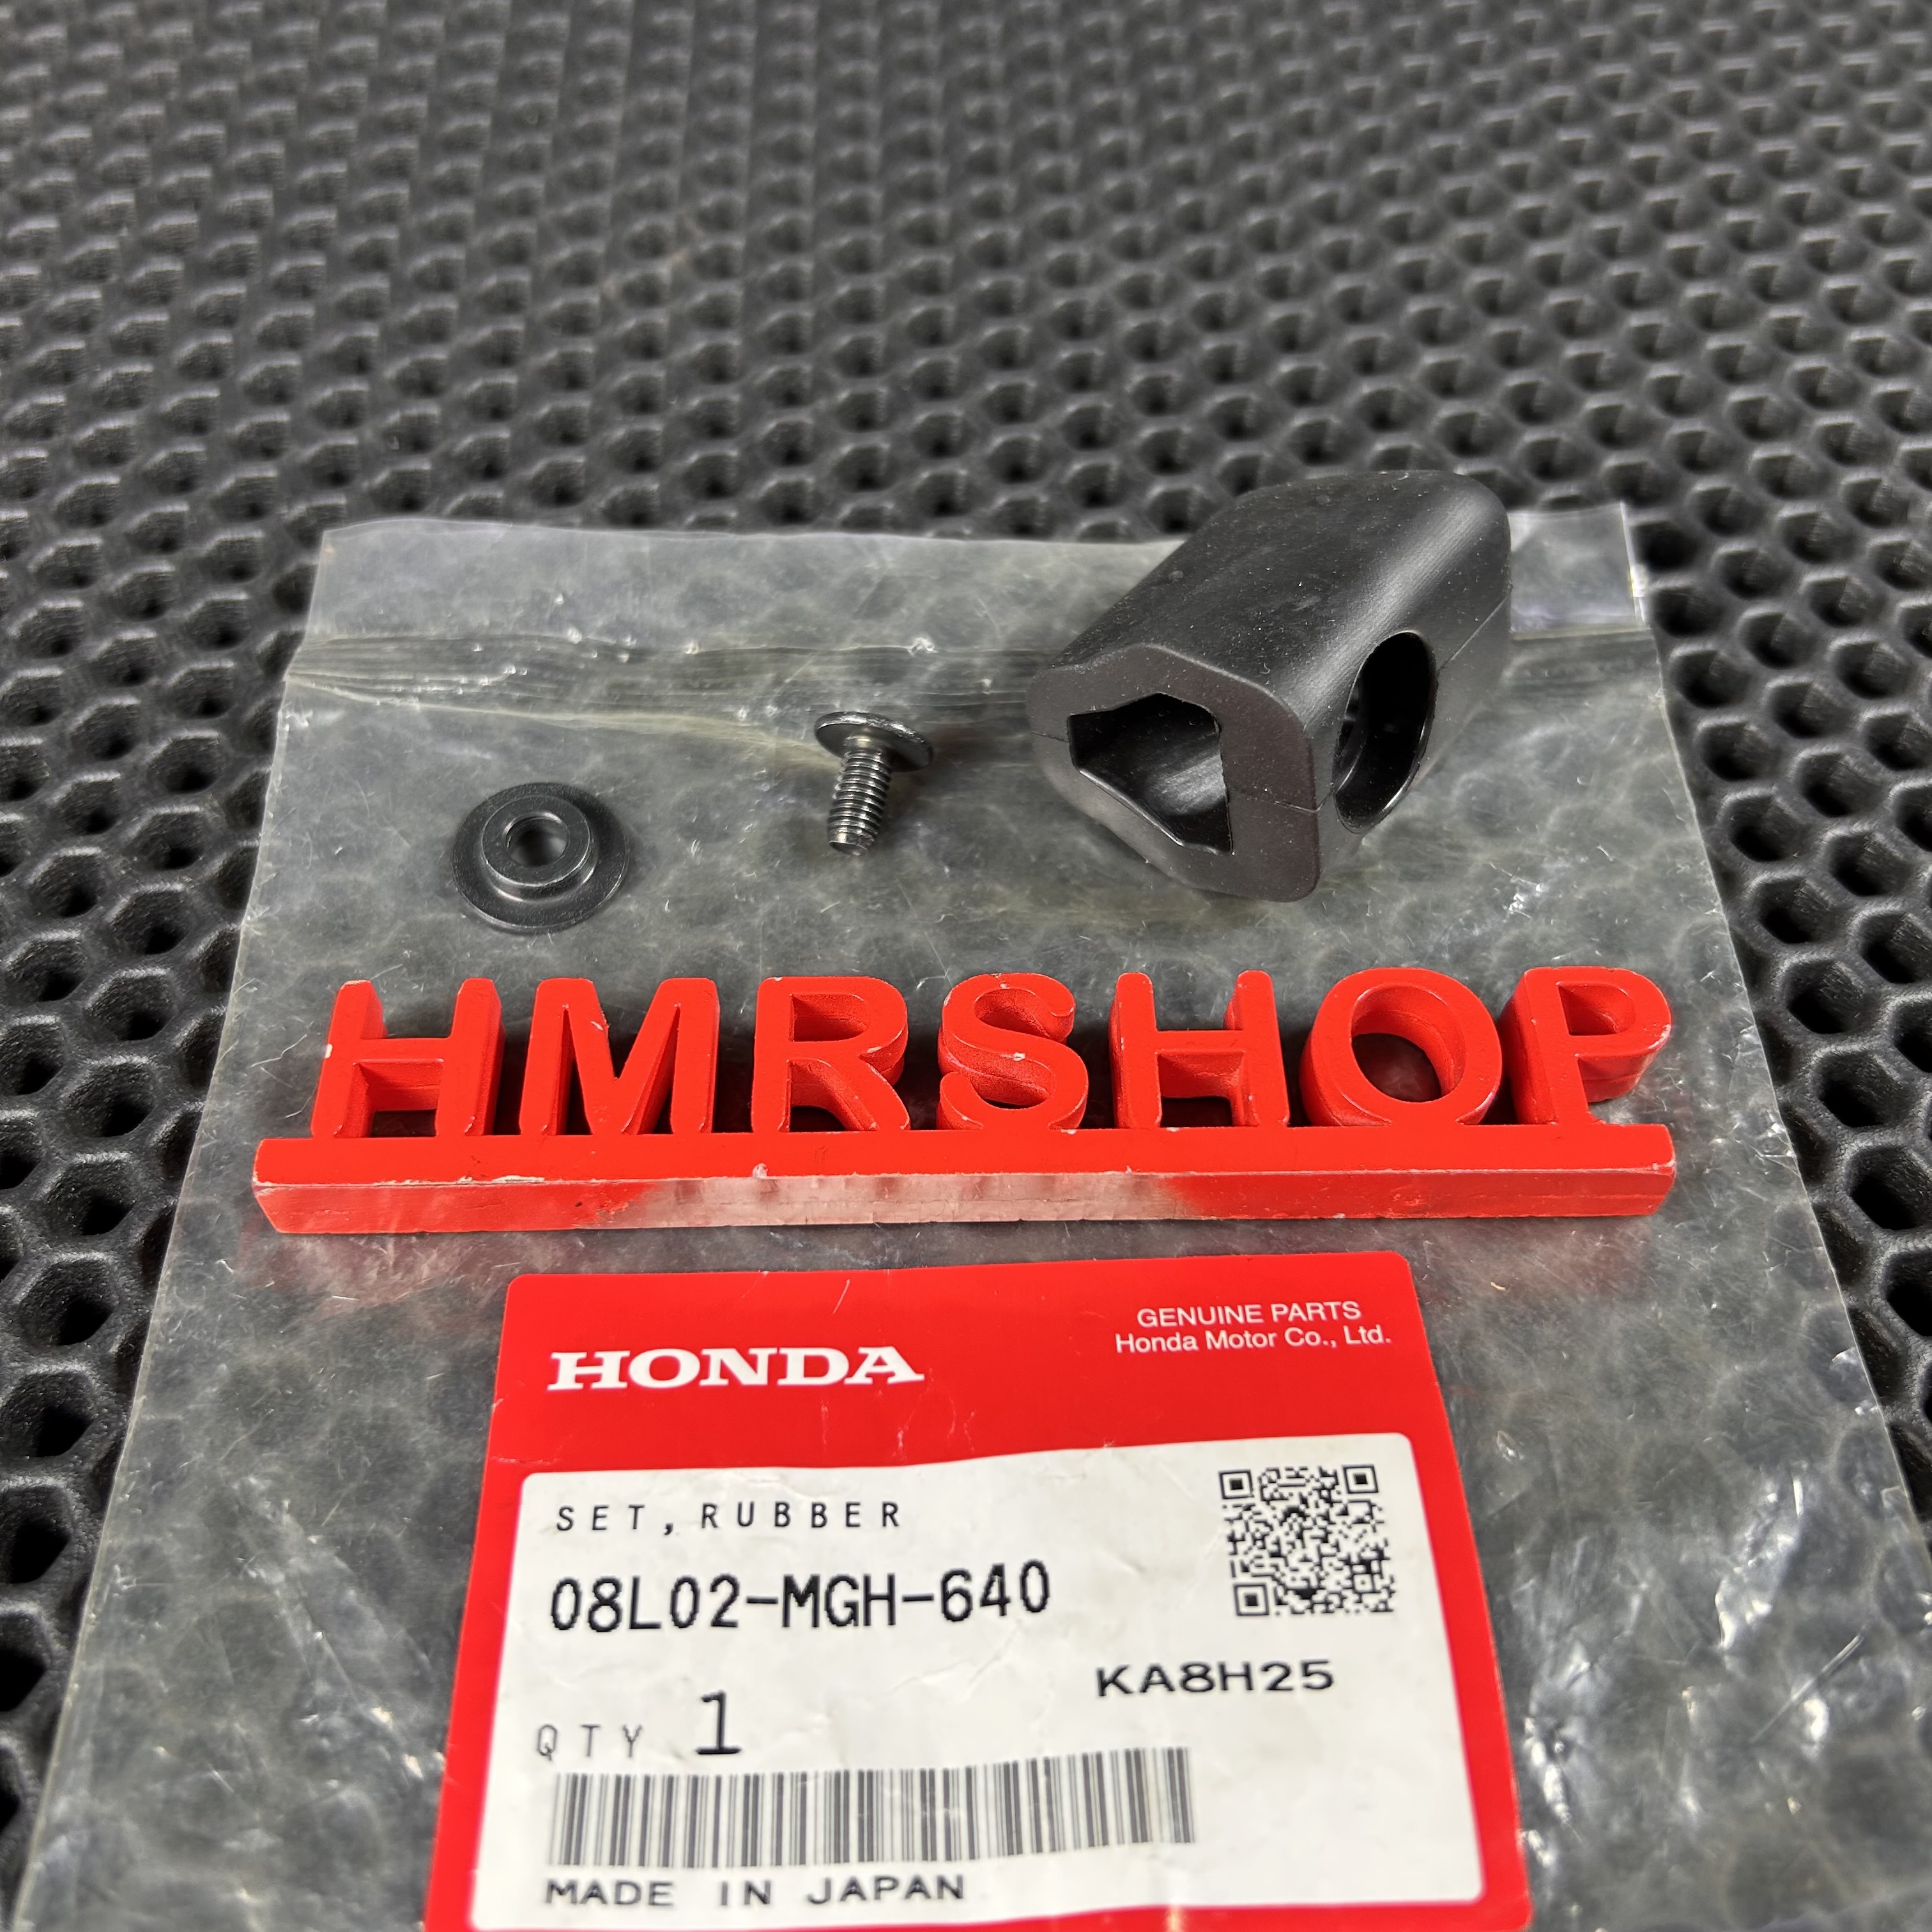 HMRSHOP
GENUINE PARTS
Honda Motor Co., Ltd.
HONDA
SET, RUBBER
08L02-MGH-640
KA8H25
QTY 1
MADE IN JAPAN